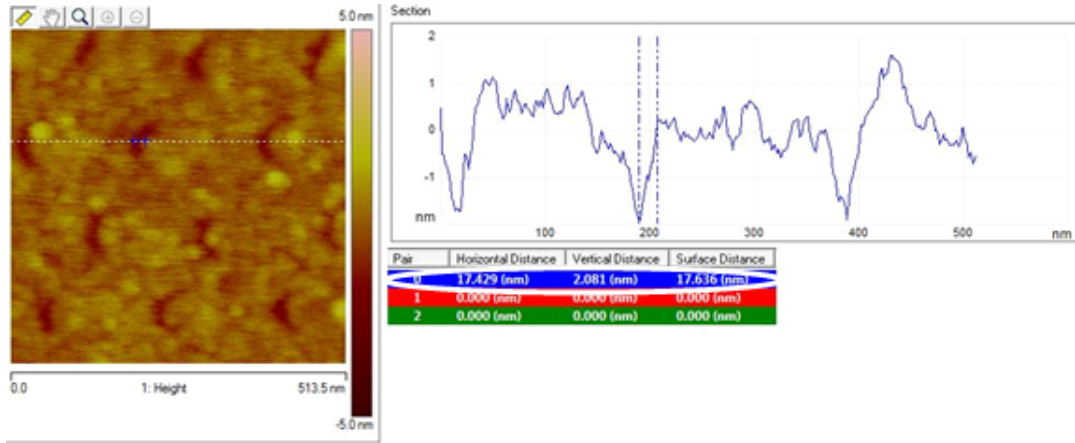 5.0 nm
-5.0 nm
0.0 1: Height 513.5 nm
Section
2
1
0
-1
nm
100 200 300 400 500 nm
Pair Horizontal Distance Vertical Distance Surface Distance
0 17.429 (nm) 2.081 (nm) 17.636 (nm)
1 0.000 (nm) 0.000 (nm) 0.000 (nm)
2 0.000 (nm) 0.000 (nm) 0.000 (nm)